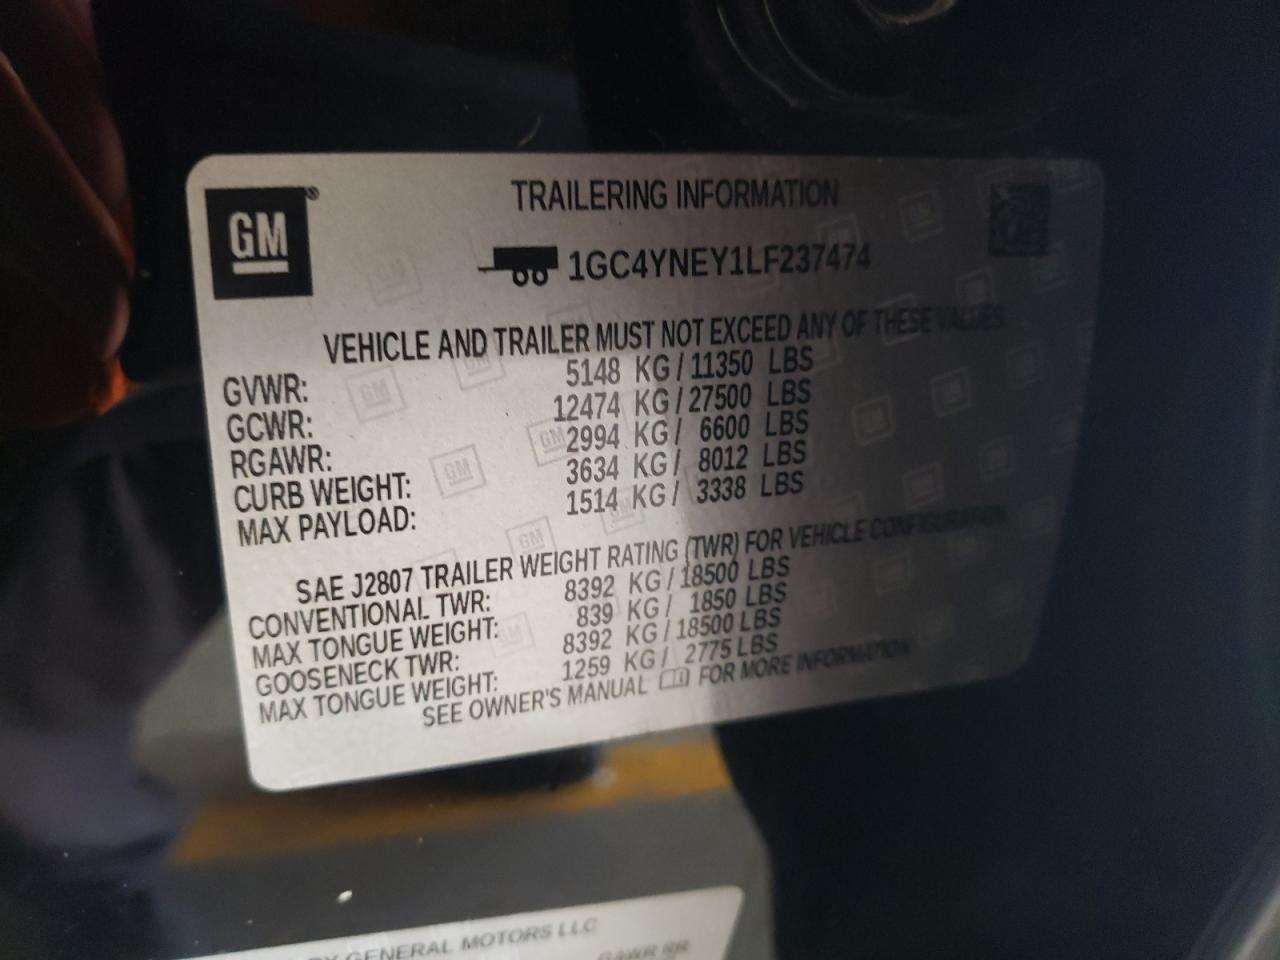 GM ®
TRAILERING INFORMATION
1GC4YNEY1LF237474
VEHICLE AND TRAILER MUST NOT EXCEED ANY OF THESE VALUES
GVWR: 5148 KG / 11350 LBS
GCWR: 12474 KG / 27500 LBS
RGAWR: 2994 KG / 6600 LBS
CURB WEIGHT: 3634 KG / 8012 LBS
MAX PAYLOAD: 1514 KG / 3338 LBS
SAE J2807 TRAILER WEIGHT RATING (TWR) FOR VEHICLE CONFIGURATION
CONVENTIONAL TWR: 8392 KG / 18500 LBS
MAX TONGUE WEIGHT: 839 KG / 1850 LBS
GOOSENECK TWR: 8392 KG / 18500 LBS
MAX TONGUE WEIGHT: 1259 KG / 2775 LBS
SEE OWNER'S MANUAL FOR MORE INFORMATION
BY GENERAL MOTORS LLC
GAWR RR